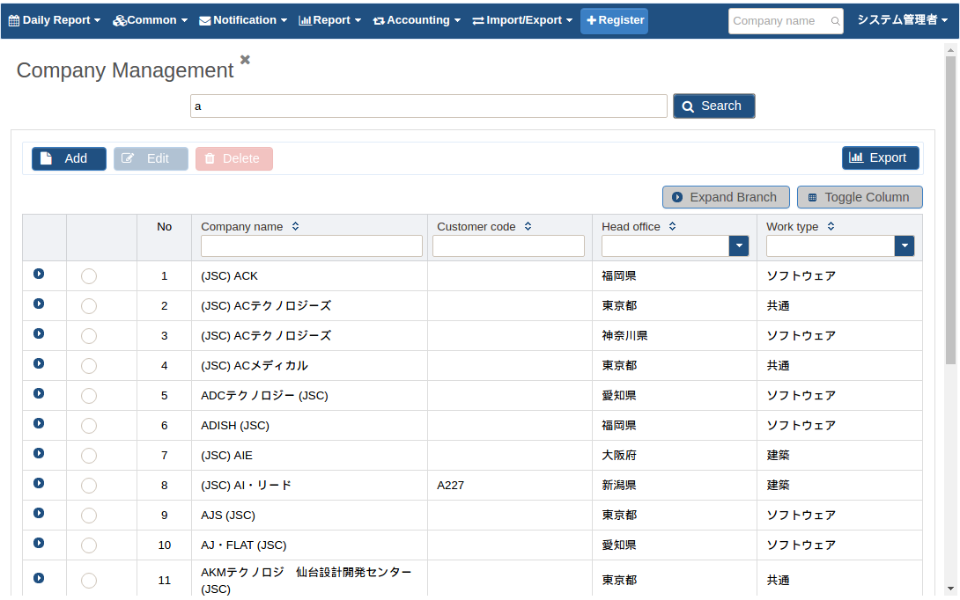 Daily Report Common Notification Report Accounting Import/Export Register Company name システム管理者
Company Management
a Search
Add Edit Delete Export
Expand Branch Toggle Column
No Company name Customer code Head office Work type
1 (JSC) ACK 福岡県 ソフトウェア
2 (JSC) ACテクノロジーズ 東京都 共通
3 (JSC) ACテクノロジーズ 神奈川県 ソフトウェア
4 (JSC) ACメディカル 東京都 共通
5 ADCテクノロジー (JSC) 愛知県 ソフトウェア
6 ADISH (JSC) 福岡県 ソフトウェア
7 (JSC) AIE 大阪府 建築
8 (JSC) AI・リード A227 新潟県 建築
9 AJS (JSC) 東京都 ソフトウェア
10 AJ・FLAT (JSC) 愛知県 ソフトウェア
11 AKMテクノロジ　仙台設計開発センター 東京都 共通
(JSC)